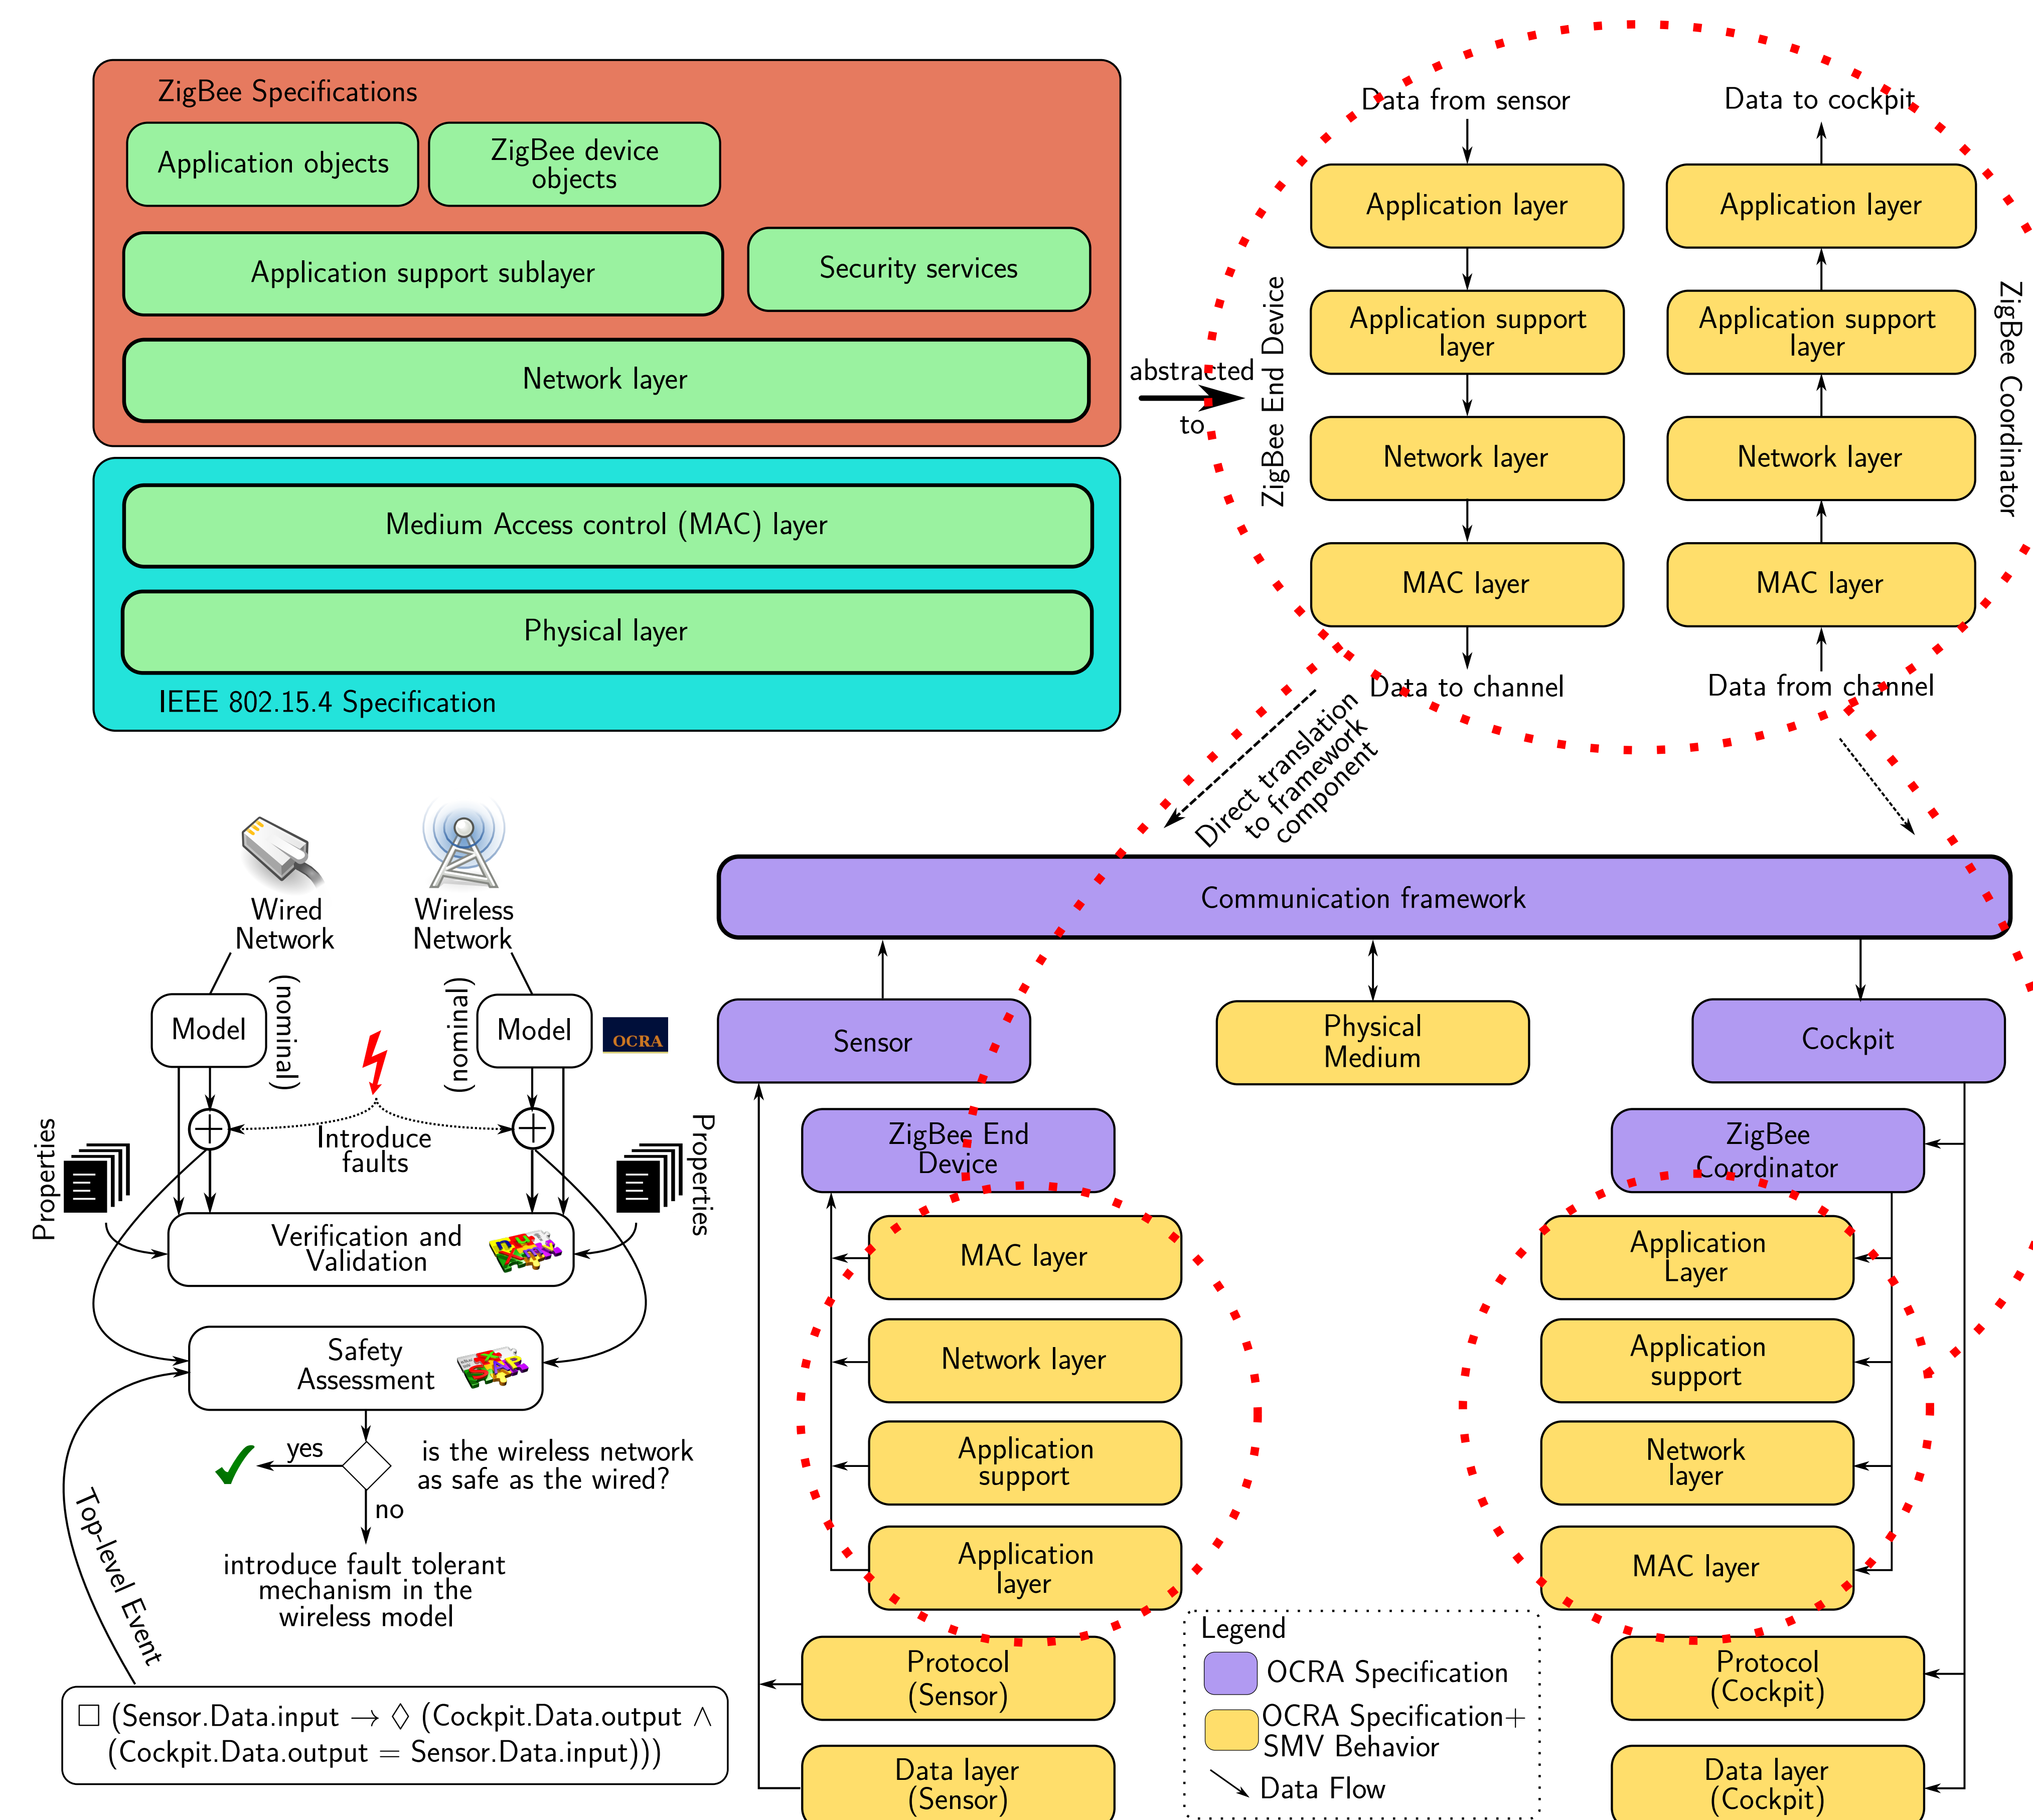 ZigBee Specifications
Application objects
ZigBee device
objects
Application support sublayer
Security services
Network layer
Medium Access control (MAC) layer
Physical layer
IEEE 802.15.4 Specification
abstracted
to
ZigBee End Device
Data from sensor
Application layer
Application support
layer
Network layer
MAC layer
Data to channel
Data to cockpit
Application layer
Application support
layer
Network layer
MAC layer
Data from channel
ZigBee Coordinator
Direct translation
to framework
component
Wired
Network
Wireless
Network
Model
(nominal)
(nominal)
Model
OCRA
Introduce
faults
Properties
Properties
Verification and
Validation
Safety
Assessment
yes
is the wireless network
as safe as the wired?
no
introduce fault tolerant
mechanism in the
wireless model
Top-level Event
□ (Sensor.Data.input → ◊ (Cockpit.Data.output ∧
(Cockpit.Data.output = Sensor.Data.input)))
Communication framework
Sensor
Physical
Medium
Cockpit
ZigBee End
Device
MAC layer
Network layer
Application
support
Application
layer
Protocol
(Sensor)
Data layer
(Sensor)
ZigBee
Coordinator
Application
Layer
Application
support
Network
layer
MAC layer
Protocol
(Cockpit)
Data layer
(Cockpit)
Legend
OCRA Specification
OCRA Specification+
SMV Behavior
Data Flow